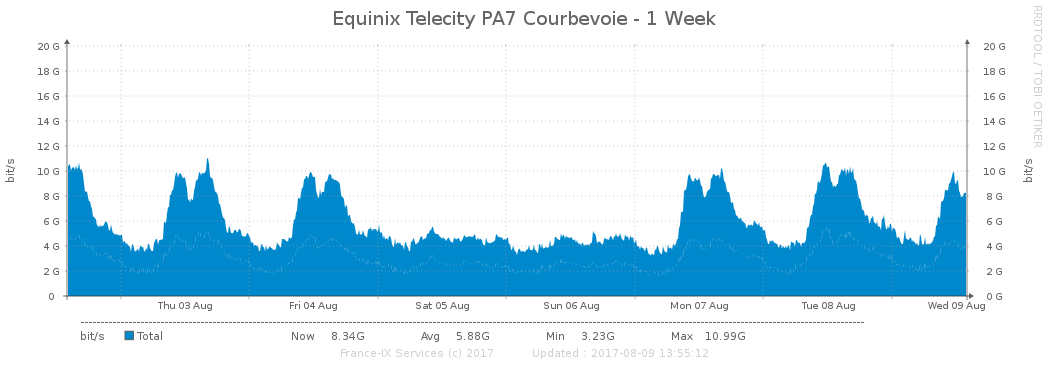 Equinix Telecity PA7 Courbevoie - 1 Week
RRDTOOL / TOBI OETIKER
20 G 20 G
18 G 18 G
16 G 16 G
14 G 14 G
12 G 12 G
10 G 10 G
8 G 8 G
6 G 6 G
4 G 4 G
2 G 2 G
0 0 G
bit/s
bit/s
Thu 03 Aug Fri 04 Aug Sat 05 Aug Sun 06 Aug Mon 07 Aug Tue 08 Aug Wed 09 Aug
bit/s Total Now 8.34G Avg 5.88G Min 3.23G Max 10.99G
France-IX Services (c) 2017 Updated : 2017-08-09 13:55:12